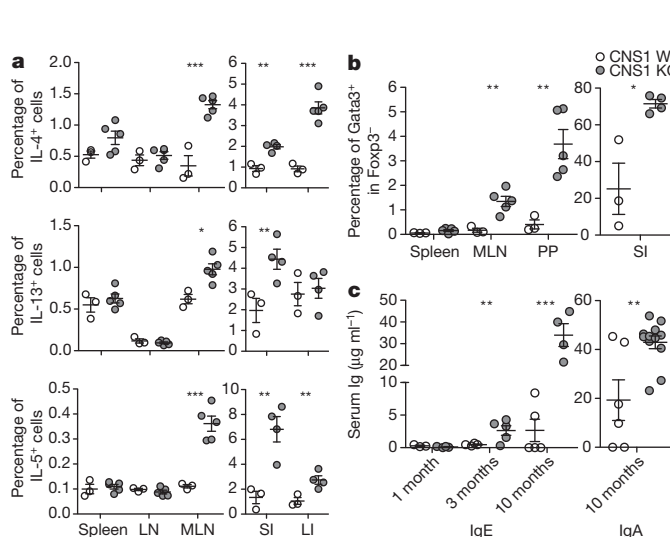 a
Percentage of
IL-4+ cells
2.0
1.5
1.0
0.5
0.0
***
6
5
4
3
2
1
0
**
***
Percentage of
IL-13+ cells
1.5
1.0
0.5
0.0
*
6
5
4
3
2
1
0
**
Percentage of
IL-5+ cells
0.5
0.4
0.3
0.2
0.1
0.0
***
10
8
6
4
2
0
**
**
Spleen
LN
MLN
SI
LI
b
CNS1 W
CNS1 KO
Percentage of Gata3+
in Foxp3−
6
5
4
3
2
1
0
**
**
Spleen
MLN
PP
80
60
40
20
0
*
SI
c
Serum Ig (μg ml−1)
50
40
30
20
10
5
0
**
***
1 month
3 months
10 months
IgE
60
40
20
0
**
10 months
IgA